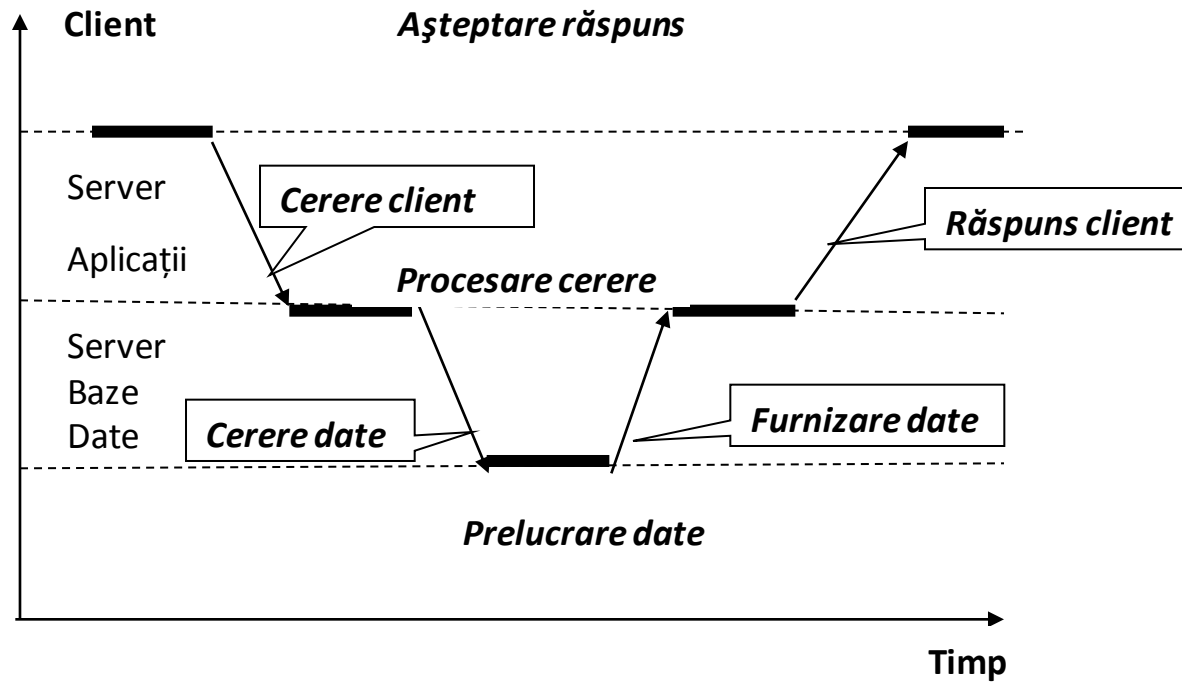 Client
Aşteptare răspuns
Server
Cerere client
Răspuns client
Aplicații
Procesare cerere
Server
Baze
Date
Cerere date
Furnizare date
Prelucrare date
Timp